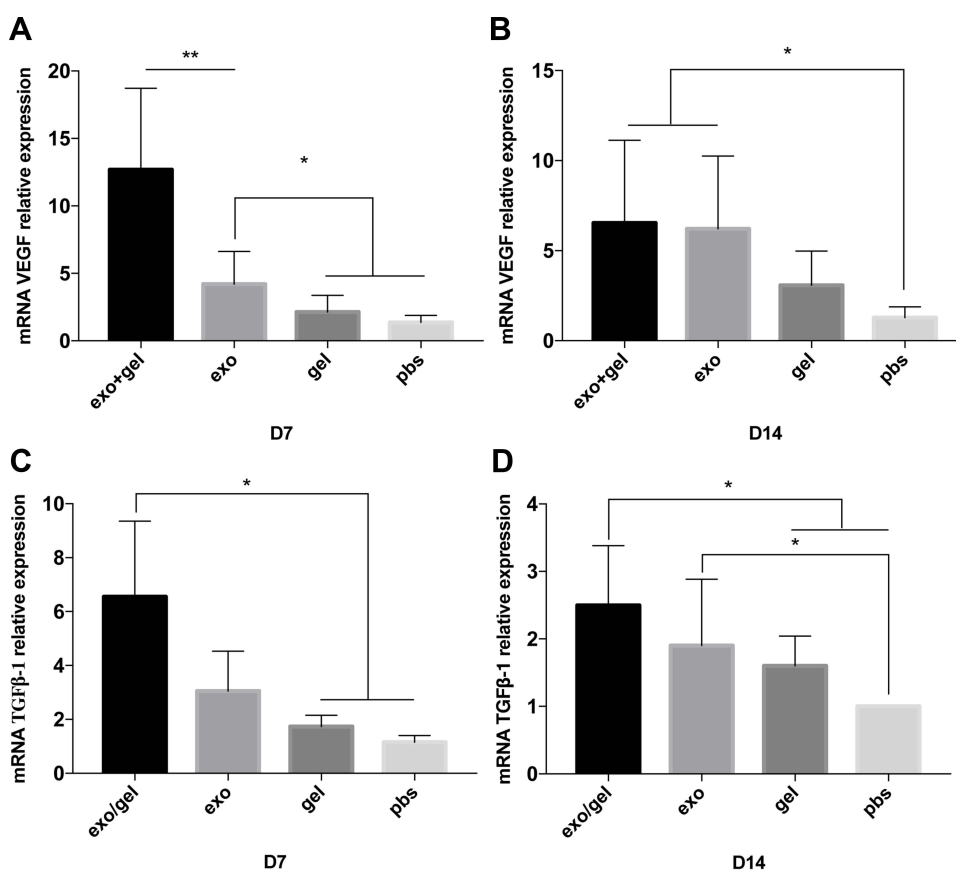 A
mRNA VEGF relative expression
20
15
10
5
0
**
*
exo+gel
exo
gel
pbs
D7
B
mRNA VEGF relative expression
15
10
5
0
*
exo+gel
exo
gel
pbs
D14
C
mRNA TGFβ-1 relative expression
10
8
6
4
2
0
*
exo/gel
exo
gel
pbs
D7
D
mRNA TGFβ-1 relative expression
4
3
2
1
0
*
*
exo/gel
exo
gel
pbs
D14